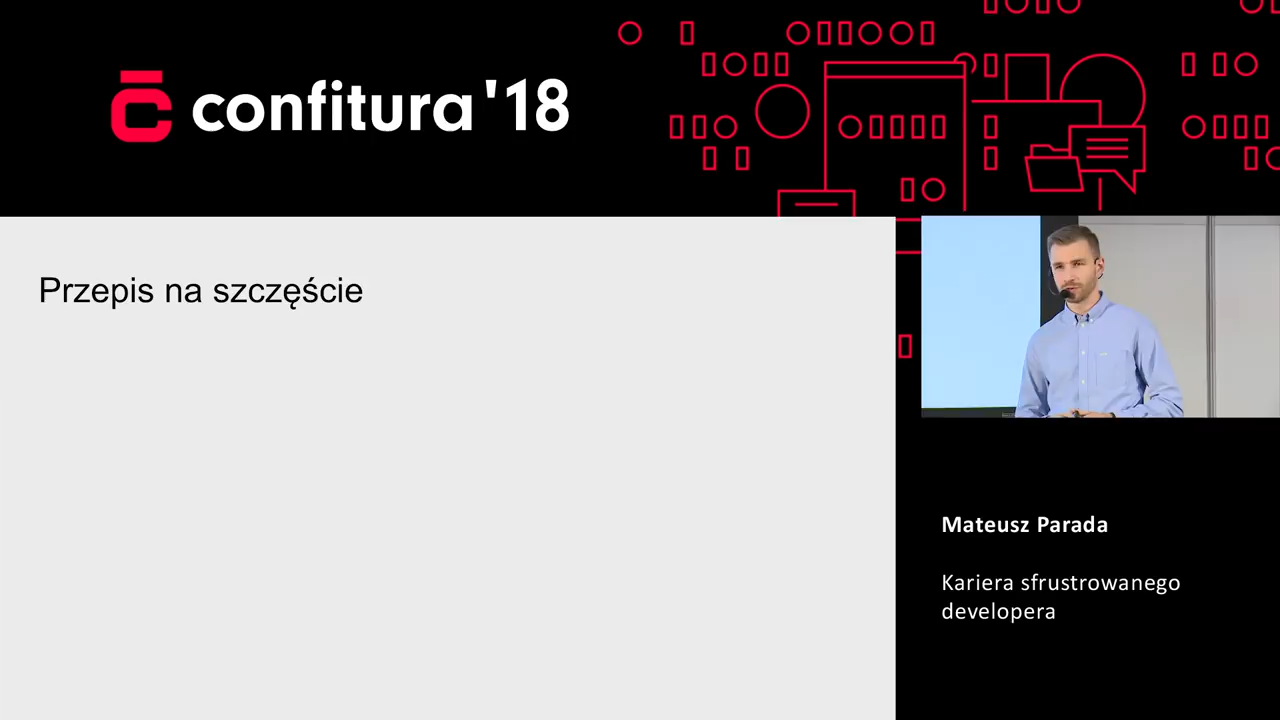 confitura '18
Przepis na szczęście
Mateusz Parada
Kariera sfrustrowanego
developera